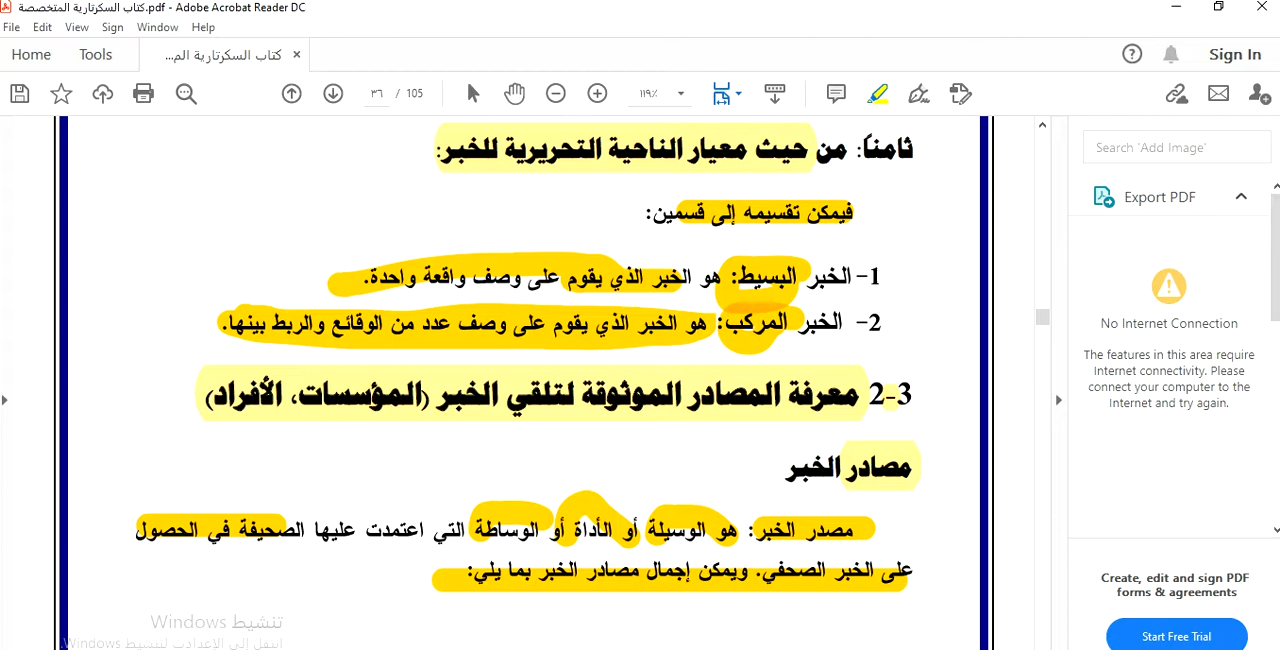 كتاب السكرتارية المتخصصة.pdf - Adobe Acrobat Reader DC
File Edit View Sign Window Help
Home Tools كتاب السكرتارية الم... × Sign In
٣٦ / 105 ١١٩٪
ثامناً: من حيث معيار الناحية التحريرية للخبر:
فيمكن تقسيمه إلى قسمين:
1- الخبر البسيط: هو الخبر الذي يقوم على وصف واقعة واحدة.
2- الخبر المركب: هو الخبر الذي يقوم على وصف عدد من الوقائع والربط بينها.
2-3 معرفة المصادر الموثوقة لتلقي الخبر (المؤسسات، الأفراد)
مصادر الخبر
مصدر الخبر: هو الوسيلة أو الأداة أو الوساطة التي اعتمدت عليها الصحيفة في الحصول
على الخبر الصحفي. ويمكن إجمال مصادر الخبر بما يلي:
تنشيط Windows
انتقل إلى الإعدادات لتنشيط Windows.
Search 'Add Image'
Export PDF
No Internet Connection
The features in this area require
Internet connectivity. Please
connect your computer to the
Internet and try again.
Create, edit and sign PDF
forms & agreements
Start Free Trial